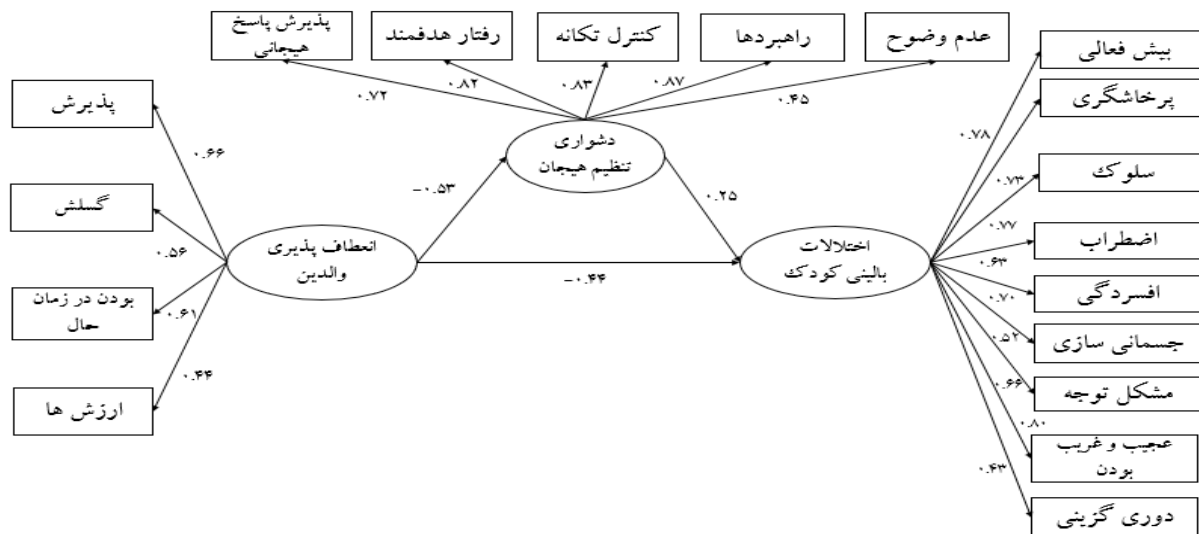 پذیرش پاسخ
هیجانی
رفتار هدفمند
کنترل تکانه
راهبردها
عدم وضوح
۰.۷۲
۰.۸۲
۰.۸۳
۰.۸۷
۰.۴۵
پذیرش
گسلش
بودن در زمان
حال
ارزش ها
۰.۶۶
۰.۵۶
۰.۶۱
۰.۴۴
انعطاف پذیری
والدین
دشواری
تنظیم هیجان
اختلالات
بالینی کودک
−۰.۵۳
۰.۲۵
−۰.۴۴
بیش فعالی
پرخاشگری
سلوک
اضطراب
افسردگی
جسمانی سازی
مشکل توجه
عجیب و غریب
بودن
دوری گزینی
۰.۷۸
۰.۷۳
۰.۷۷
۰.۶۳
۰.۷۰
۰.۵۲
۰.۶۶
۰.۸۰
۰.۴۳